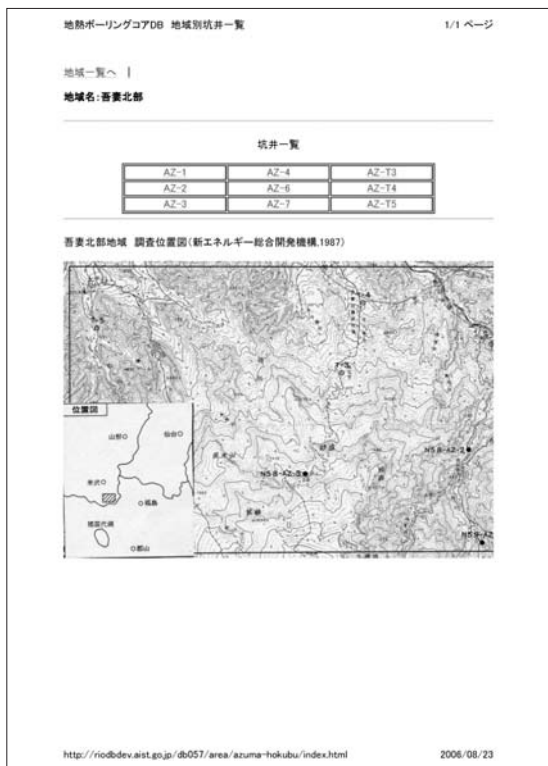 地熱ボーリングコアDB 地域別坑井一覧
1/1 ページ
地域一覧へ |
地域名:吾妻北部
坑井一覧
AZ-1 AZ-4 AZ-T3
AZ-2 AZ-6 AZ-T4
AZ-3 AZ-7 AZ-T5
吾妻北部地域 調査位置図(新エネルギー総合開発機構,1987)
位置図
山形
仙台
米沢
福島
猪苗代湖
郡山
T-5
T-4
T-3
N58-AZ-3
N58-AZ-2
N59-AZ
http://riodbdev.aist.go.jp/db057/area/azuma-hokubu/index.html
2006/08/23